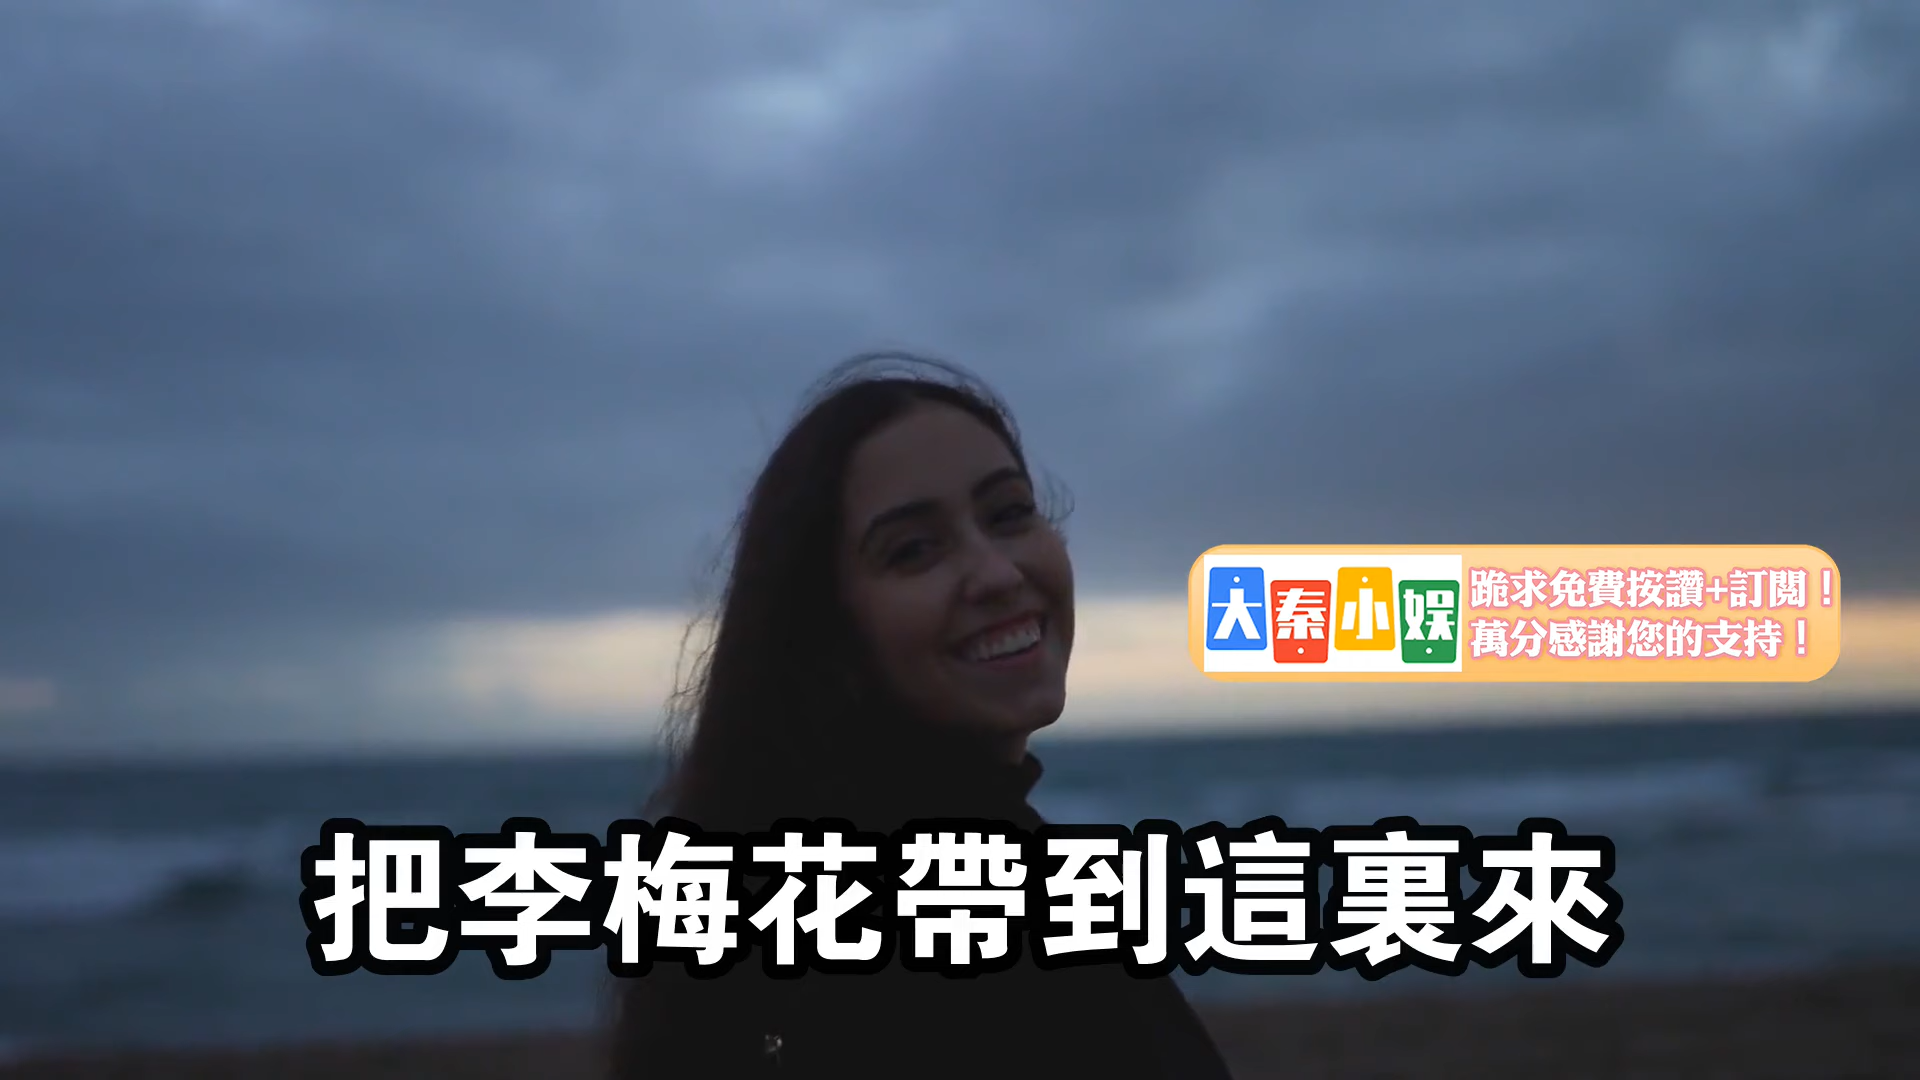 大秦小娱
跪求免費按讚+訂閱！
萬分感謝您的支持！
把李梅花帶到這裏來